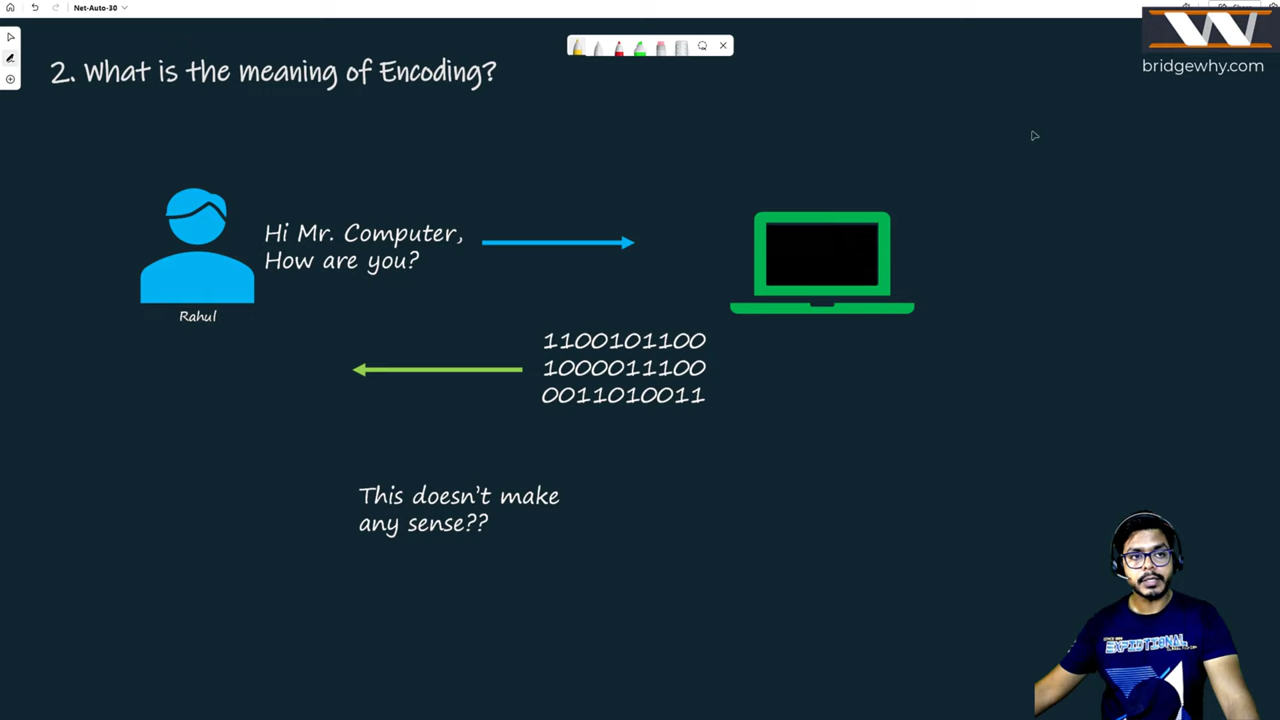 Net-Auto-30
bridgewhy.com
2. What is the meaning of Encoding?
Hi Mr. Computer,
How are you?
Rahul
1100101100
1000011100
0011010011
This doesn't make
any sense??
EXPIDTIONAL